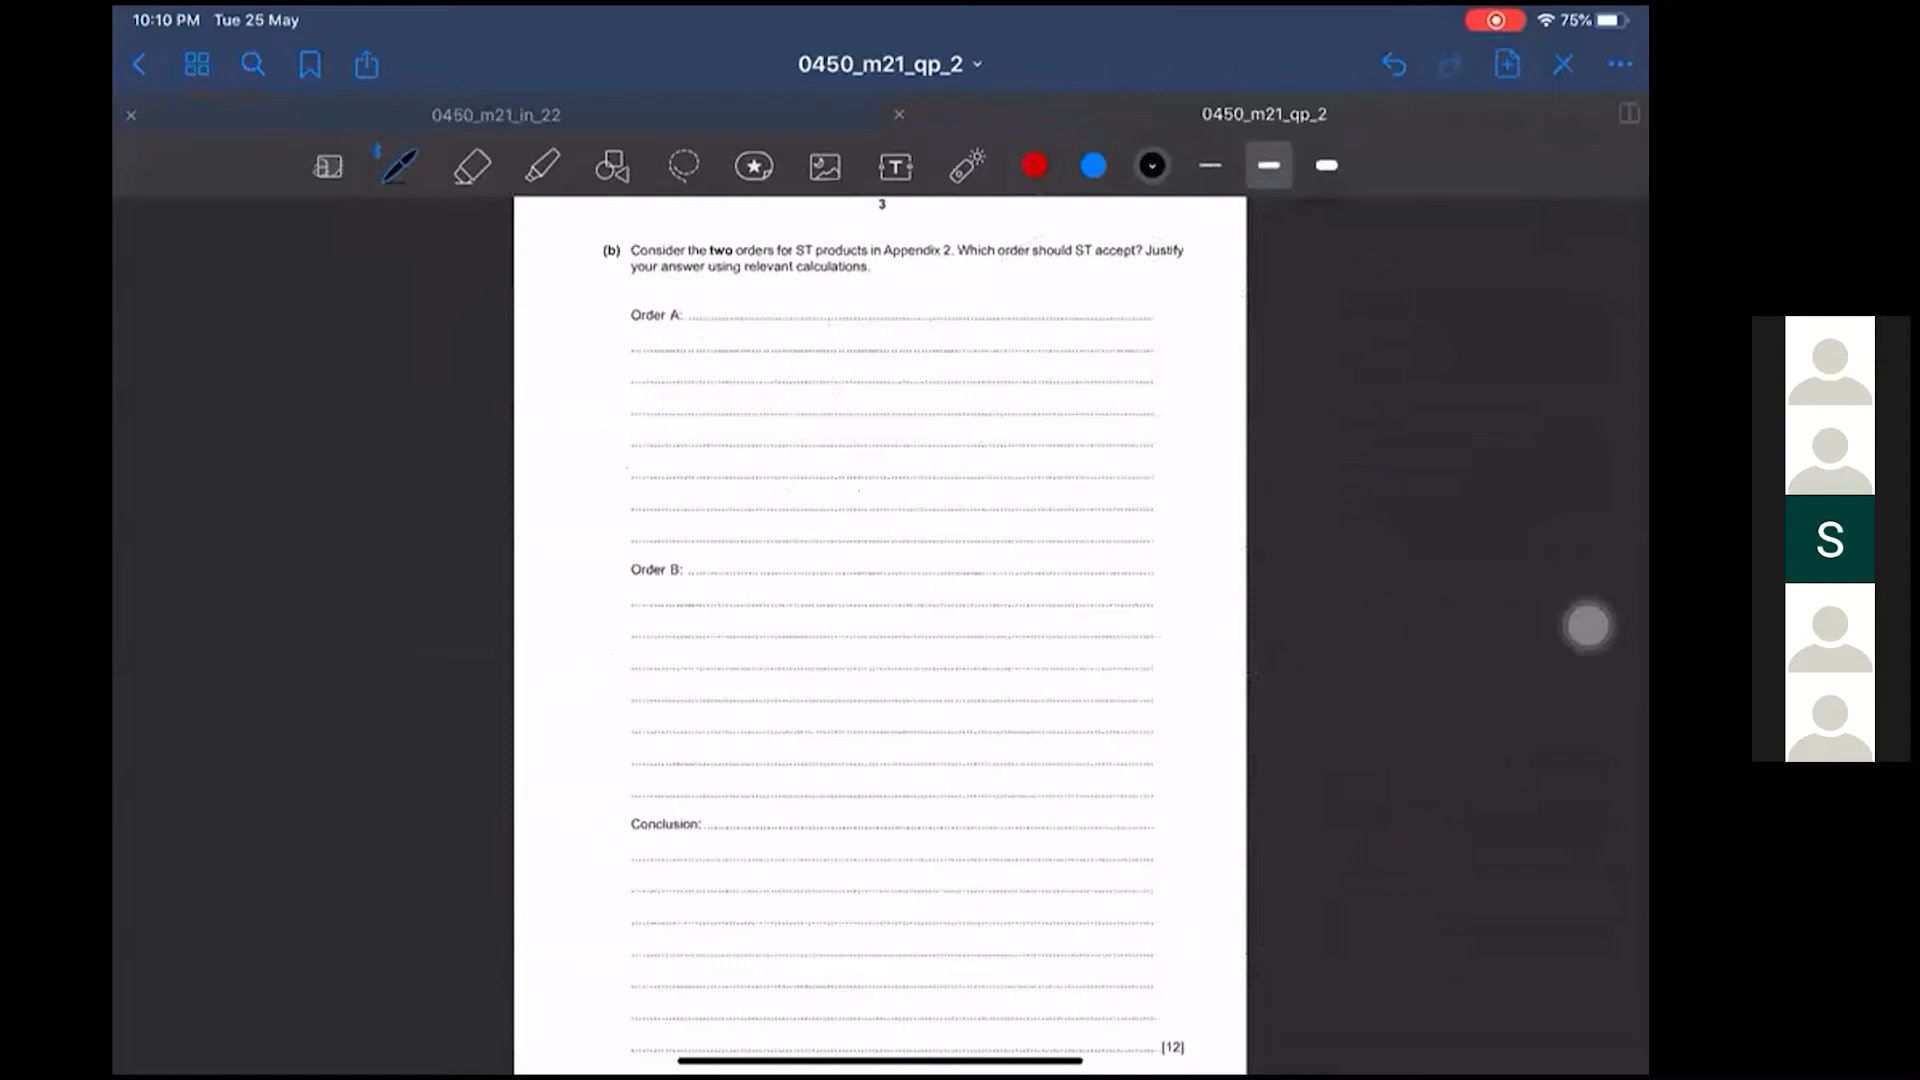 10:10 PM Tue 25 May
75%
0450_m21_qp_2
0450_m21_in_22
0450_m21_qp_2
T
3
(b) Consider the two orders for ST products in Appendix 2. Which order should ST accept? Justify
your answer using relevant calculations.
Order A:
Order B:
Conclusion:
[12]
S